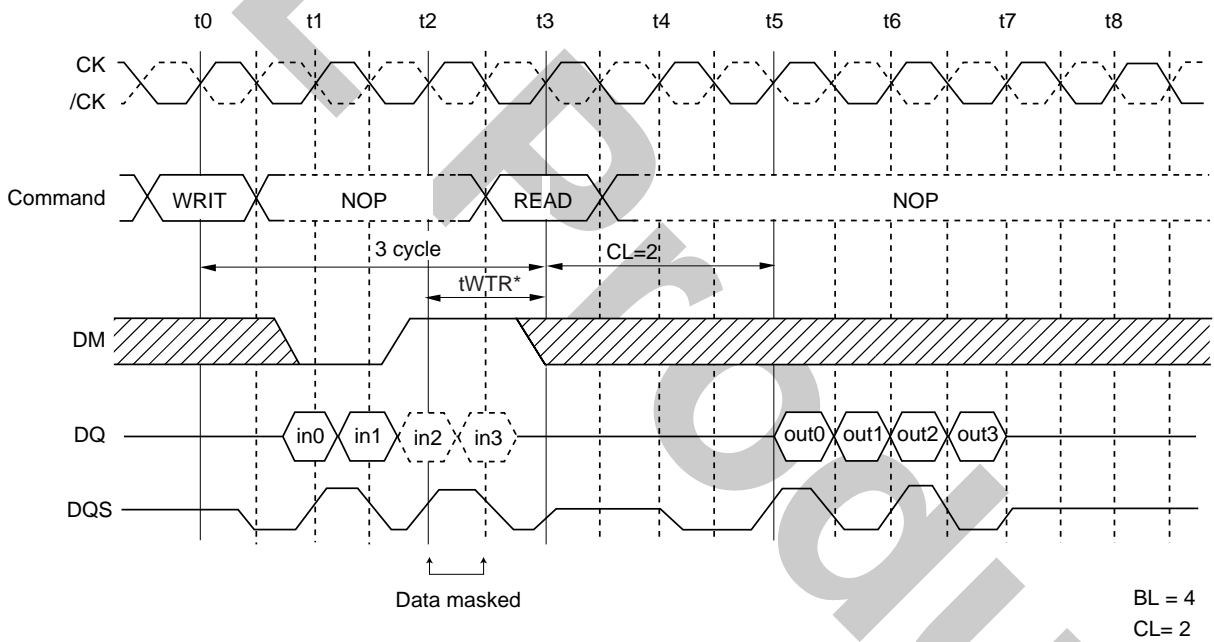 t0 t1 t2 t3 t4 t5 t6 t7 t8
CK
/CK
Command WRIT NOP READ NOP
3 cycle CL=2
tWTR*
DM
DQ in0 in1 in2 in3 out0 out1 out2 out3
DQS
Data masked
BL = 4
CL= 2